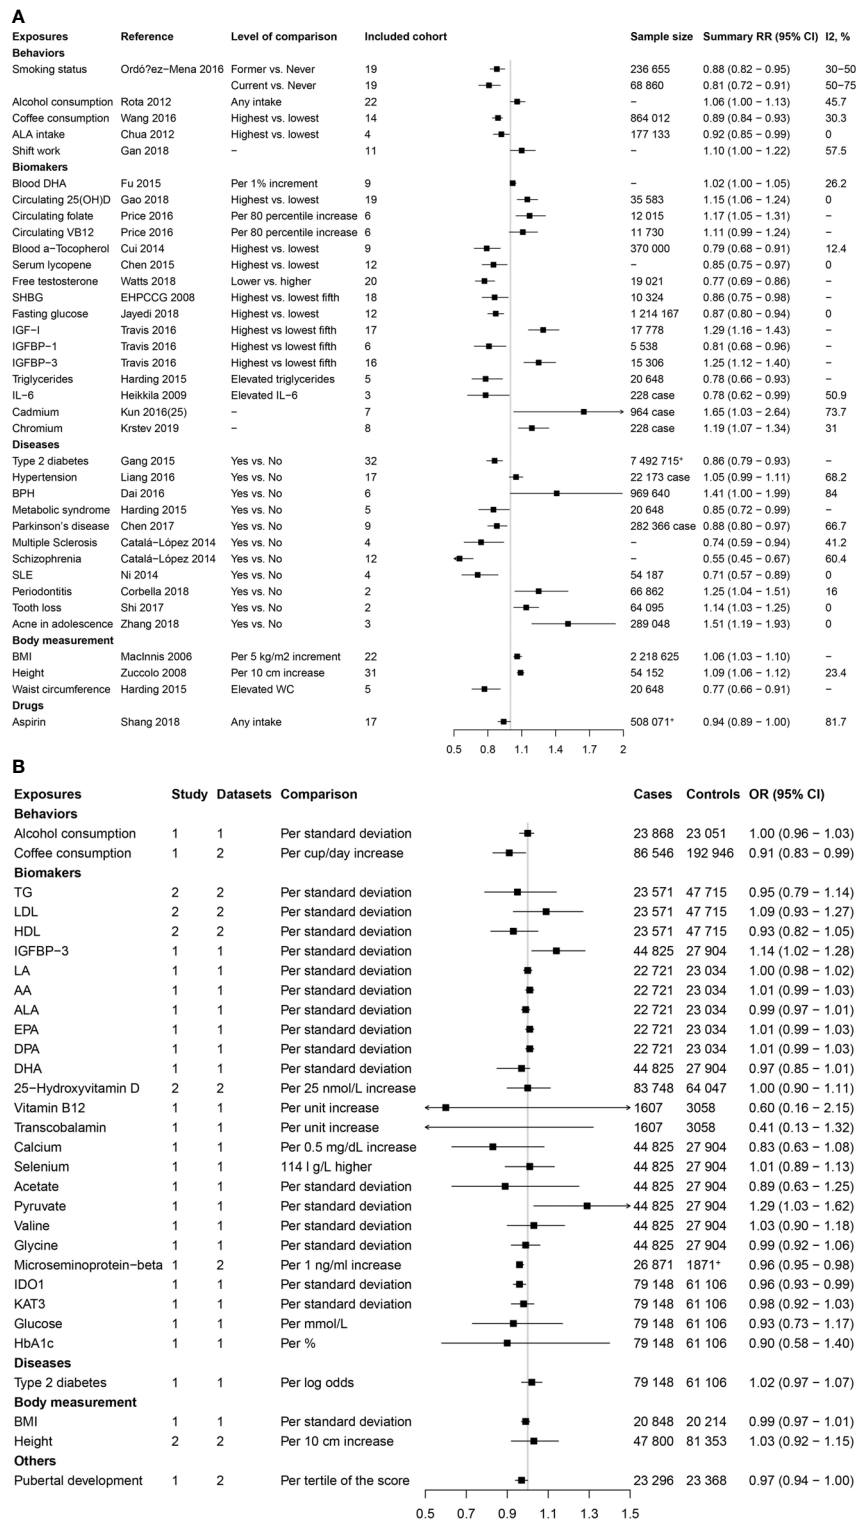 A
Exposures Reference Level of comparison Included cohort Sample size Summary RR (95% CI) I2, %
Behaviors
Smoking status Ordó?ez−Mena 2016 Former vs. Never 19 236 655 0.88 (0.82 − 0.95) 30−50
Current vs. Never 19 68 860 0.81 (0.72 − 0.91) 50−75
Alcohol consumption Rota 2012 Any intake 22 − 1.06 (1.00 − 1.13) 45.7
Coffee consumption Wang 2016 Highest vs. lowest 14 864 012 0.89 (0.84 − 0.93) 30.3
ALA intake Chua 2012 Highest vs. lowest 4 177 133 0.92 (0.85 − 0.99) 0
Shift work Gan 2018 − 11 1.10 (1.00 − 1.22) 57.5
Biomakers
Blood DHA Fu 2015 Per 1% increment 9 − 1.02 (1.00 − 1.05) 26.2
Circulating 25(OH)D Gao 2018 Highest vs. lowest 19 35 583 1.15 (1.06 − 1.24) 0
Circulating folate Price 2016 Per 80 percentile increase 6 12 015 1.17 (1.05 − 1.31) −
Circulating VB12 Price 2016 Per 80 percentile increase 6 11 730 1.11 (0.99 − 1.24) −
Blood a−Tocopherol Cui 2014 Highest vs. lowest 9 370 000 0.79 (0.68 − 0.91) 12.4
Serum lycopene Chen 2015 Highest vs. lowest 12 − 0.85 (0.75 − 0.97) 0
Free testosterone Watts 2018 Lower vs. higher 20 19 021 0.77 (0.69 − 0.86) −
SHBG EHPCCG 2008 Highest vs. lowest fifth 18 10 324 0.86 (0.75 − 0.98) −
Fasting glucose Jayedi 2018 Highest vs. lowest 12 1 214 167 0.87 (0.80 − 0.94) 0
IGF−I Travis 2016 Highest vs lowest fifth 17 17 778 1.29 (1.16 − 1.43) −
IGFBP−1 Travis 2016 Highest vs lowest fifth 6 5 538 0.81 (0.68 − 0.96) −
IGFBP−3 Travis 2016 Highest vs lowest fifth 16 15 306 1.25 (1.12 − 1.40) −
Triglycerides Harding 2015 Elevated triglycerides 5 20 648 0.78 (0.66 − 0.93) −
IL−6 Heikkila 2009 Elevated IL−6 3 228 case 0.78 (0.62 − 0.99) 50.9
Cadmium Kun 2016(25) − 7 964 case 1.65 (1.03 − 2.64) 73.7
Chromium Krstev 2019 − 8 228 case 1.19 (1.07 − 1.34) 31
Diseases
Type 2 diabetes Gang 2015 Yes vs. No 32 7 492 715+ 0.86 (0.79 − 0.93) −
Hypertension Liang 2016 Yes vs. No 17 22 173 case 1.05 (0.99 − 1.11) 68.2
BPH Dai 2016 Yes vs. No 6 969 640 1.41 (1.00 − 1.99) 84
Metabolic syndrome Harding 2015 Yes vs. No 5 20 648 0.85 (0.72 − 0.99) −
Parkinson's disease Chen 2017 Yes vs. No 9 282 366 case 0.88 (0.80 − 0.97) 66.7
Multiple Sclerosis Catalá−López 2014 Yes vs. No 4 − 0.74 (0.59 − 0.94) 41.2
Schizophrenia Catalá−López 2014 Yes vs. No 12 − 0.55 (0.45 − 0.67) 60.4
SLE Ni 2014 Yes vs. No 4 54 187 0.71 (0.57 − 0.89) 0
Periodontitis Corbella 2018 Yes vs. No 2 66 862 1.25 (1.04 − 1.51) 16
Tooth loss Shi 2017 Yes vs. No 2 64 095 1.14 (1.03 − 1.25) 0
Acne in adolescence Zhang 2018 Yes vs. No 3 289 048 1.51 (1.19 − 1.93) 0
Body measurement
BMI MacInnis 2006 Per 5 kg/m2 increment 22 2 218 625 1.06 (1.03 − 1.10) −
Height Zuccolo 2008 Per 10 cm increase 31 54 152 1.09 (1.06 − 1.12) 23.4
Waist circumference Harding 2015 Elevated WC 5 20 648 0.77 (0.66 − 0.91) −
Drugs
Aspirin Shang 2018 Any intake 17 508 071+ 0.94 (0.89 − 1.00) 81.7
0.5 0.8 1.1 1.4 1.7 2
B
Exposures Study Datasets Comparison Cases Controls OR (95% CI)
Behaviors
Alcohol consumption 1 1 Per standard deviation 23 868 23 051 1.00 (0.96 − 1.03)
Coffee consumption 1 2 Per cup/day increase 86 546 192 946 0.91 (0.83 − 0.99)
Biomakers
TG 2 2 Per standard deviation 23 571 47 715 0.95 (0.79 − 1.14)
LDL 2 2 Per standard deviation 23 571 47 715 1.09 (0.93 − 1.27)
HDL 2 2 Per standard deviation 23 571 47 715 0.93 (0.82 − 1.05)
IGFBP−3 1 1 Per standard deviation 44 825 27 904 1.14 (1.02 − 1.28)
LA 1 1 Per standard deviation 22 721 23 034 1.00 (0.98 − 1.02)
AA 1 1 Per standard deviation 22 721 23 034 1.01 (0.99 − 1.03)
ALA 1 1 Per standard deviation 22 721 23 034 0.99 (0.97 − 1.01)
EPA 1 1 Per standard deviation 22 721 23 034 1.01 (0.99 − 1.03)
DPA 1 1 Per standard deviation 22 721 23 034 1.01 (0.99 − 1.03)
DHA 1 1 Per standard deviation 44 825 27 904 0.97 (0.85 − 1.01)
25−Hydroxyvitamin D 2 2 Per 25 nmol/L increase 83 748 64 047 1.00 (0.90 − 1.11)
Vitamin B12 1 1 Per unit increase 1607 3058 0.60 (0.16 − 2.15)
Transcobalamin 1 1 Per unit increase 1607 3058 0.41 (0.13 − 1.32)
Calcium 1 1 Per 0.5 mg/dL increase 44 825 27 904 0.83 (0.63 − 1.08)
Selenium 1 1 114 l g/L higher 44 825 27 904 1.01 (0.89 − 1.13)
Acetate 1 1 Per standard deviation 44 825 27 904 0.89 (0.63 − 1.25)
Pyruvate 1 1 Per standard deviation 44 825 27 904 1.29 (1.03 − 1.62)
Valine 1 1 Per standard deviation 44 825 27 904 1.03 (0.90 − 1.18)
Glycine 1 1 Per standard deviation 44 825 27 904 0.99 (0.92 − 1.06)
Microseminoprotein−beta 1 2 Per 1 ng/ml increase 26 871 1871+ 0.96 (0.95 − 0.98)
IDO1 1 1 Per standard deviation 79 148 61 106 0.96 (0.93 − 0.99)
KAT3 1 1 Per standard deviation 79 148 61 106 0.98 (0.92 − 1.03)
Glucose 1 1 Per mmol/L 79 148 61 106 0.93 (0.73 − 1.17)
HbA1c 1 1 Per % 79 148 61 106 0.90 (0.58 − 1.40)
Diseases
Type 2 diabetes 1 1 Per log odds 79 148 61 106 1.02 (0.97 − 1.07)
Body measurement
BMI 1 1 Per standard deviation 20 848 20 214 0.99 (0.97 − 1.01)
Height 2 2 Per 10 cm increase 47 800 81 353 1.03 (0.92 − 1.15)
Others
Pubertal development 1 2 Per tertile of the score 23 296 23 368 0.97 (0.94 − 1.00)
0.5 0.7 0.9 1.1 1.3 1.5